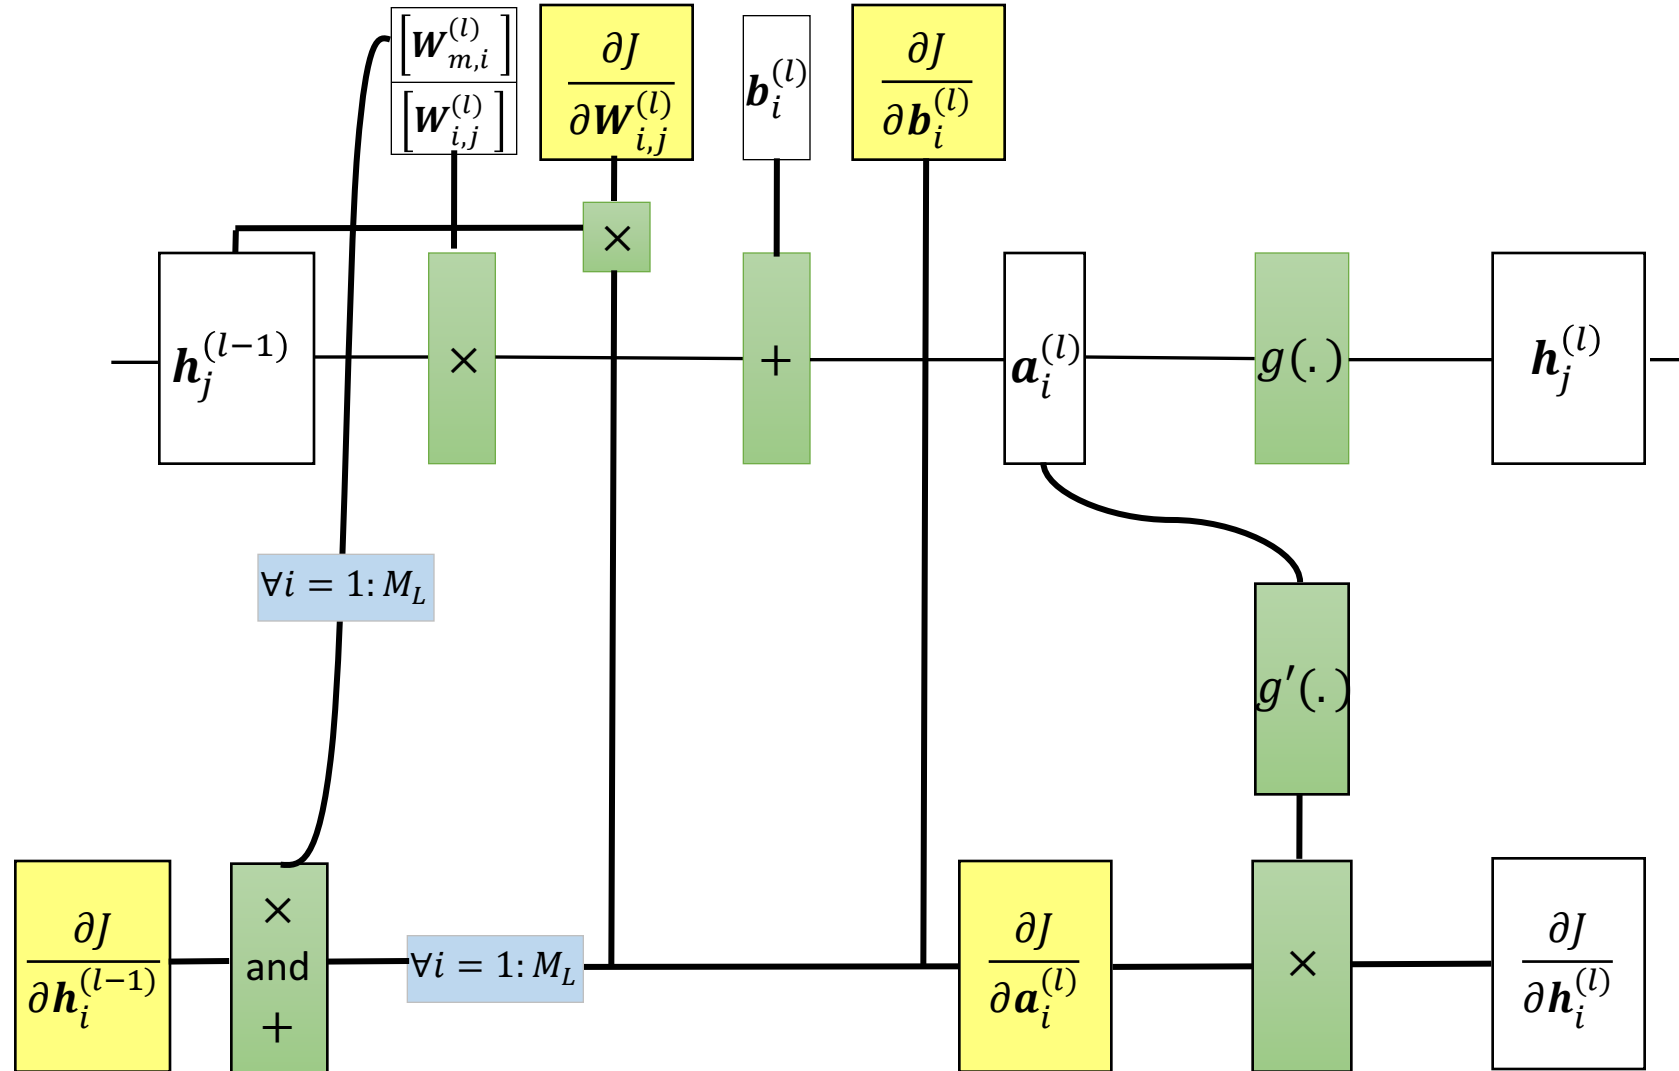 [𝑾_{m,i}^{(l)}]
[𝑾_{i,j}^{(l)}]
∂J / ∂𝑾_{i,j}^{(l)}
𝒃_i^{(l)}
∂J / ∂𝒃_i^{(l)}
×
𝒉_j^{(l−1)}
×
+
𝒂_i^{(l)}
g(.)
𝒉_j^{(l)}
∀i = 1: M_L
g′(.)
∂J / ∂𝒉_i^{(l−1)}
×
and
+
∀i = 1: M_L
∂J / ∂𝒂_i^{(l)}
×
∂J / ∂𝒉_i^{(l)}